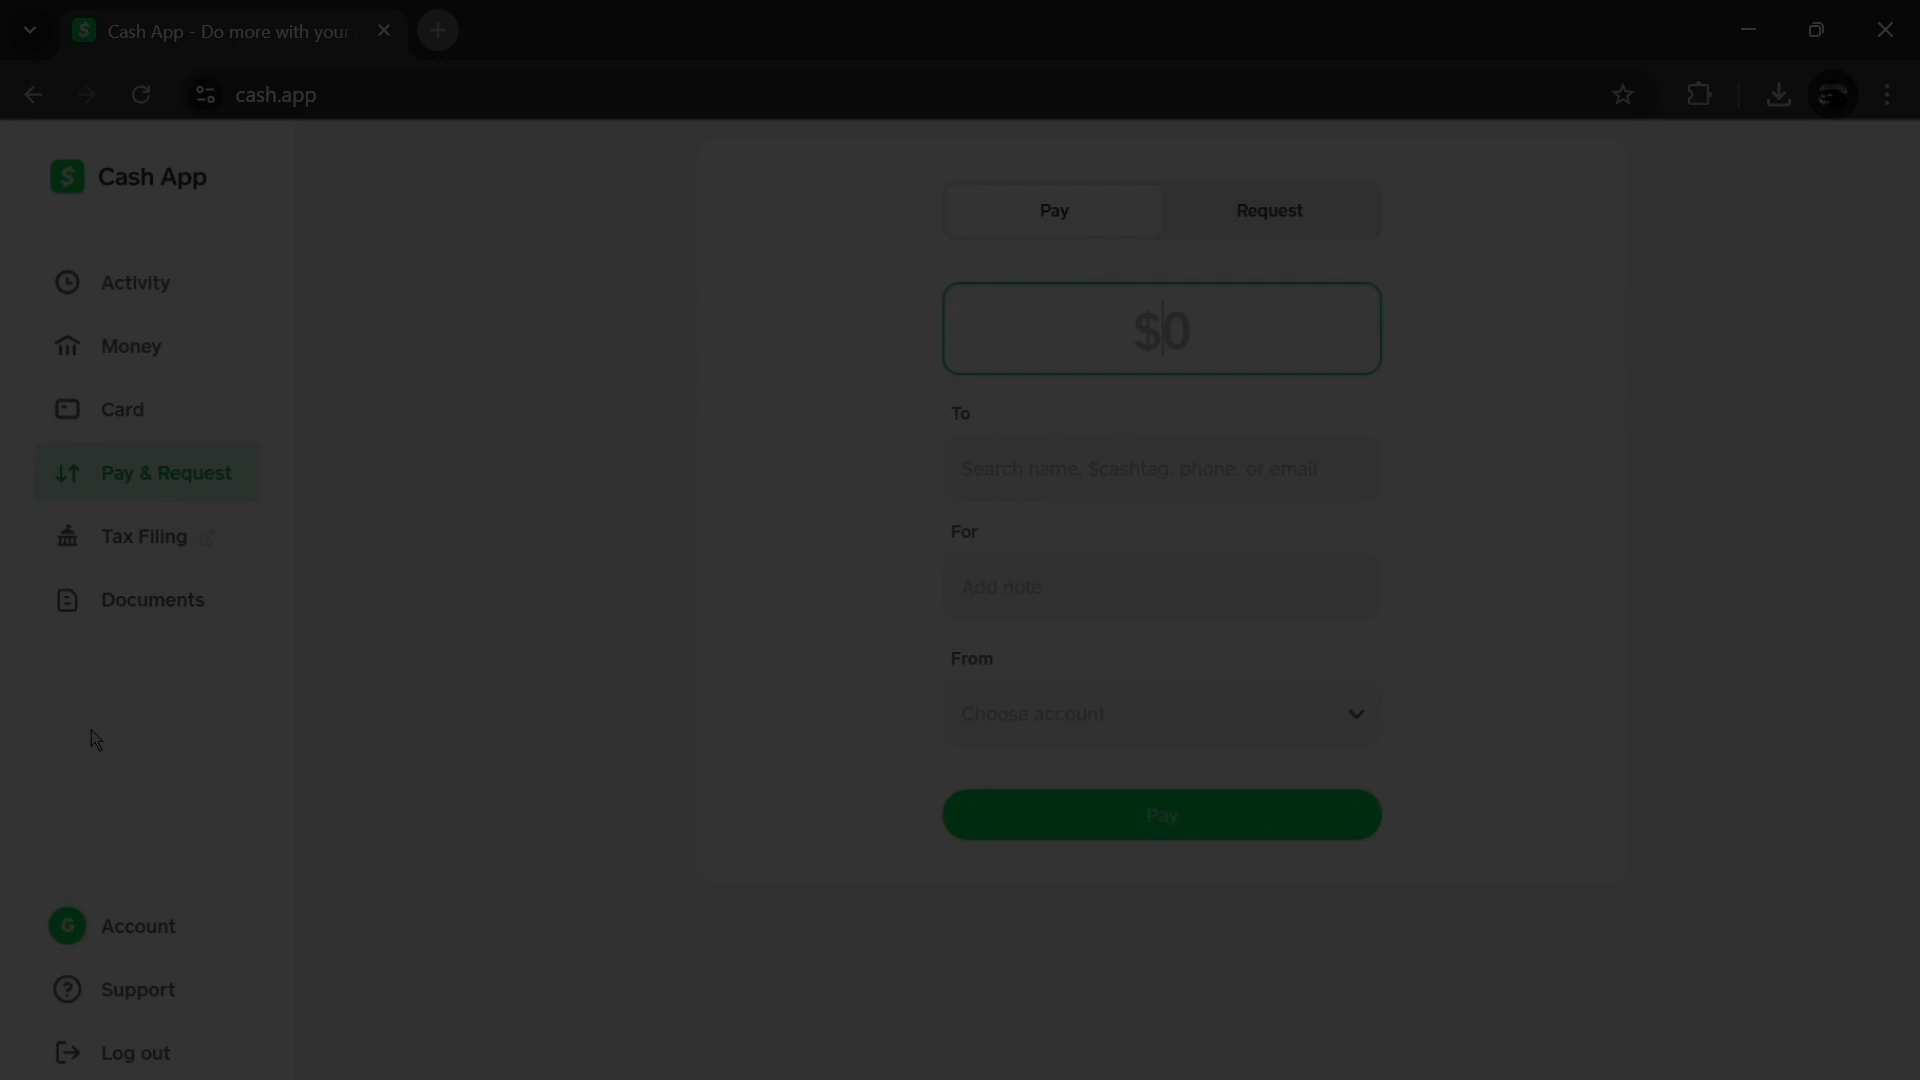 Cash App - Do more with your
cash.app
Cash App
Activity
Money
Card
Pay & Request
Tax Filing
Documents
Account
Support
Log out
Pay
Request
$0
To
Search name, $cashtag, phone, or email
For
Add note
From
Choose account
Pay
G